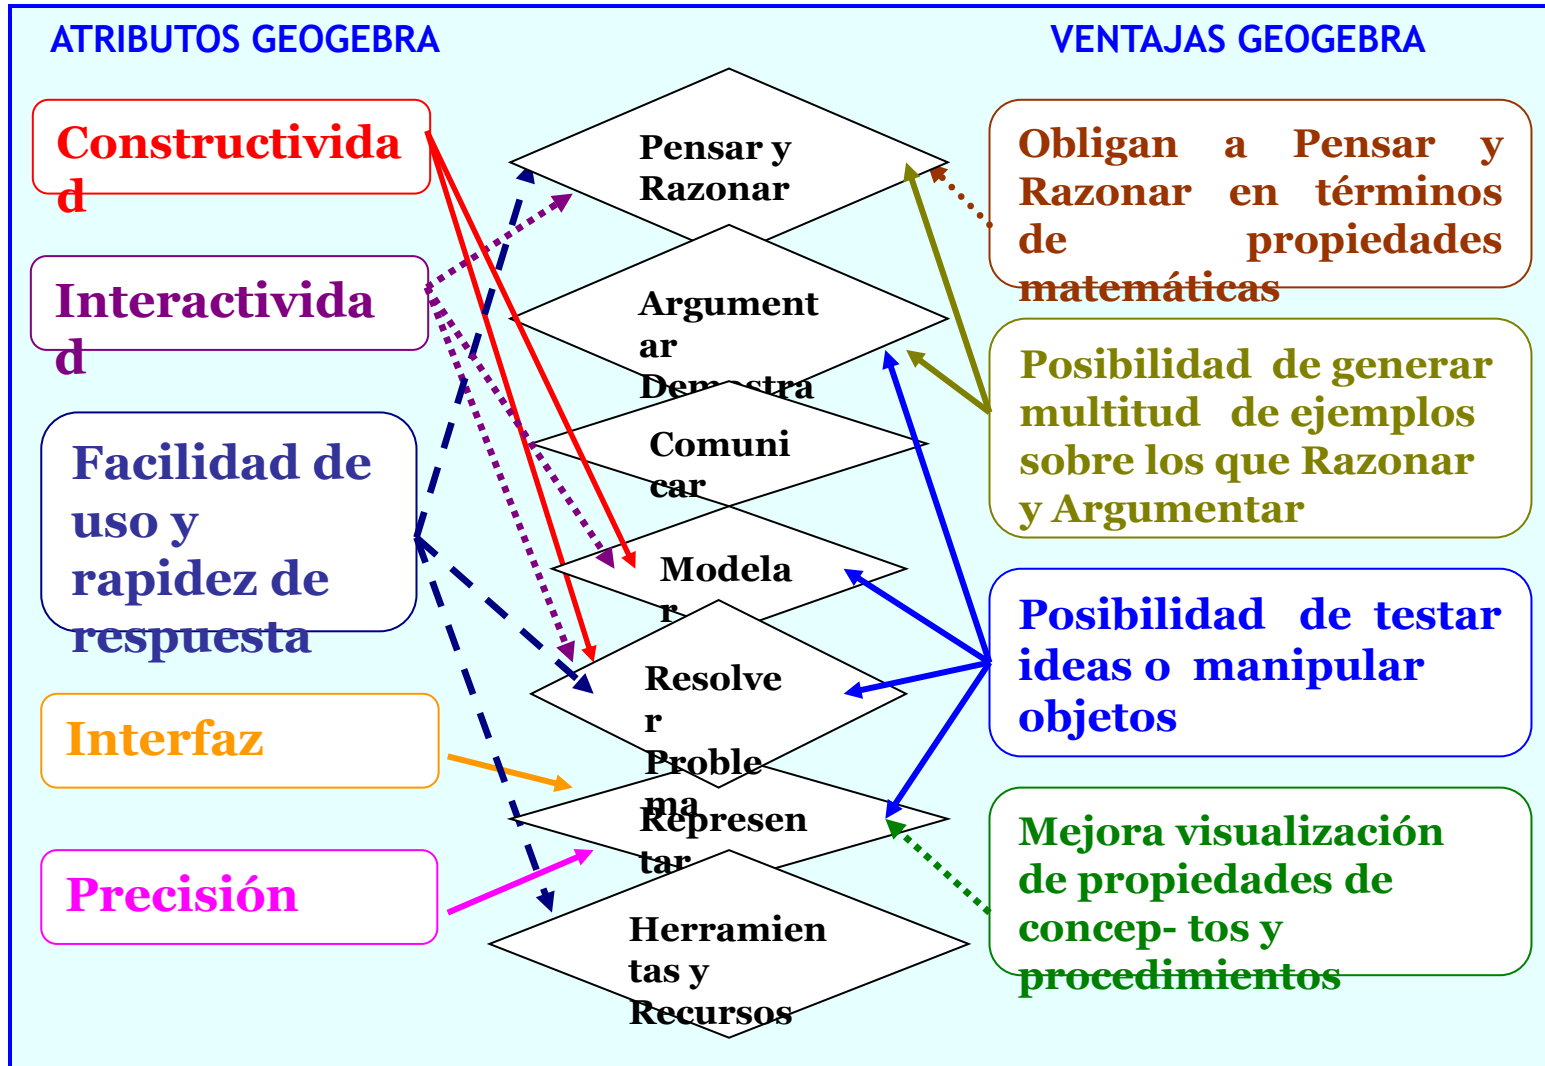 ATRIBUTOS GEOGEBRA
VENTAJAS GEOGEBRA
Constructivida
d
Interactivida
d
Facilidad de
uso y
rapidez de
respuesta
Interfaz
Precisión
Pensar y
Razonar
Argument
ar
Demostra
Comuni
car
Modela
r
Resolve
r
Proble
ma
Represen
tar
Herramien
tas y
Recursos
Obligan a Pensar y
Razonar en términos
de propiedades
matemáticas
Posibilidad de generar
multitud de ejemplos
sobre los que Razonar
y Argumentar
Posibilidad de testar
ideas o manipular
objetos
Mejora visualización
de propiedades de
concep- tos y
procedimientos